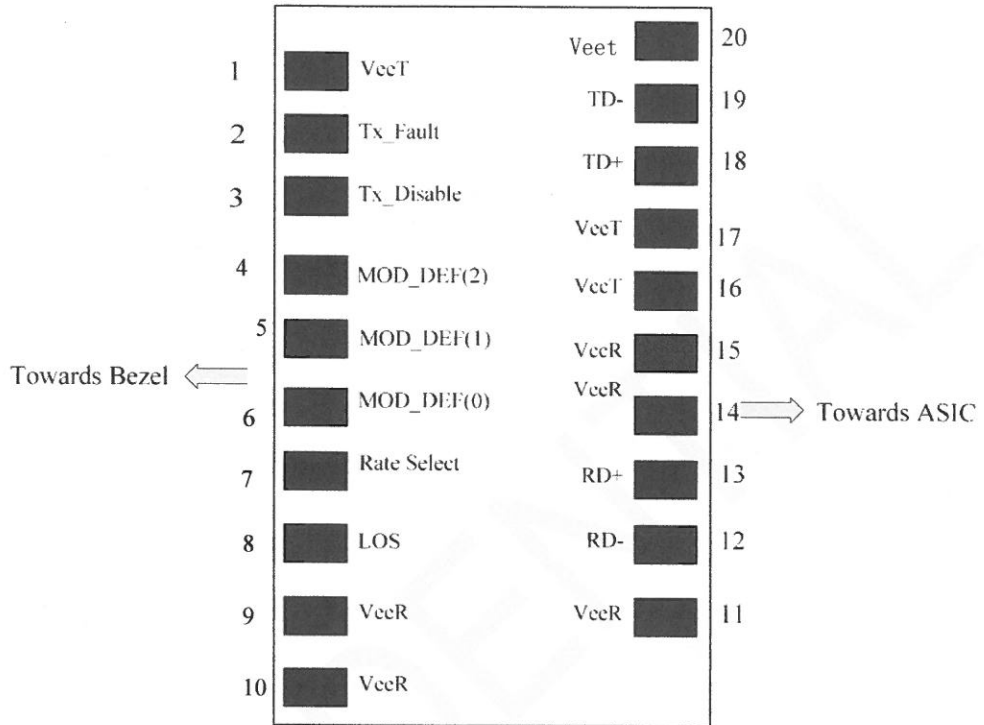 1 VeeT
2 Tx_Fault
3 Tx_Disable
4 MOD_DEF(2)
5 MOD_DEF(1)
6 MOD_DEF(0)
7 Rate Select
8 LOS
9 VeeR
10 VeeR
Towards Bezel
Veet 20
TD- 19
TD+ 18
VeeT 17
VccT 16
VccR 15
VeeR 14
RD+ 13
RD- 12
VeeR 11
Towards ASIC